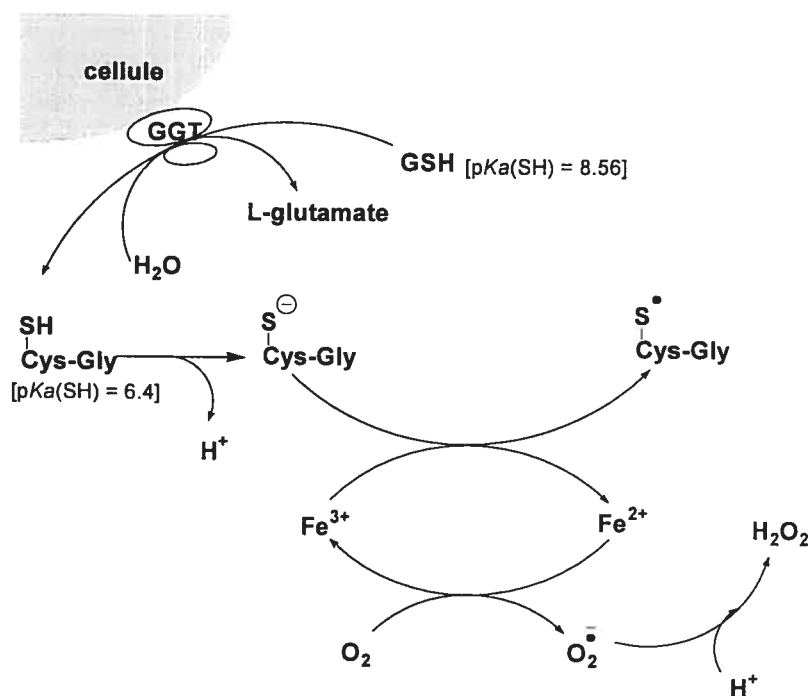 cellule
GGT
GSH [pKa(SH) = 8.56]
L-glutamate
H₂O
SH
Cys-Gly
[pKa(SH) = 6.4]
H⁺
S⊖
Cys-Gly
S•
Cys-Gly
Fe³⁺
Fe²⁺
H₂O₂
O₂
O₂•̅
H⁺